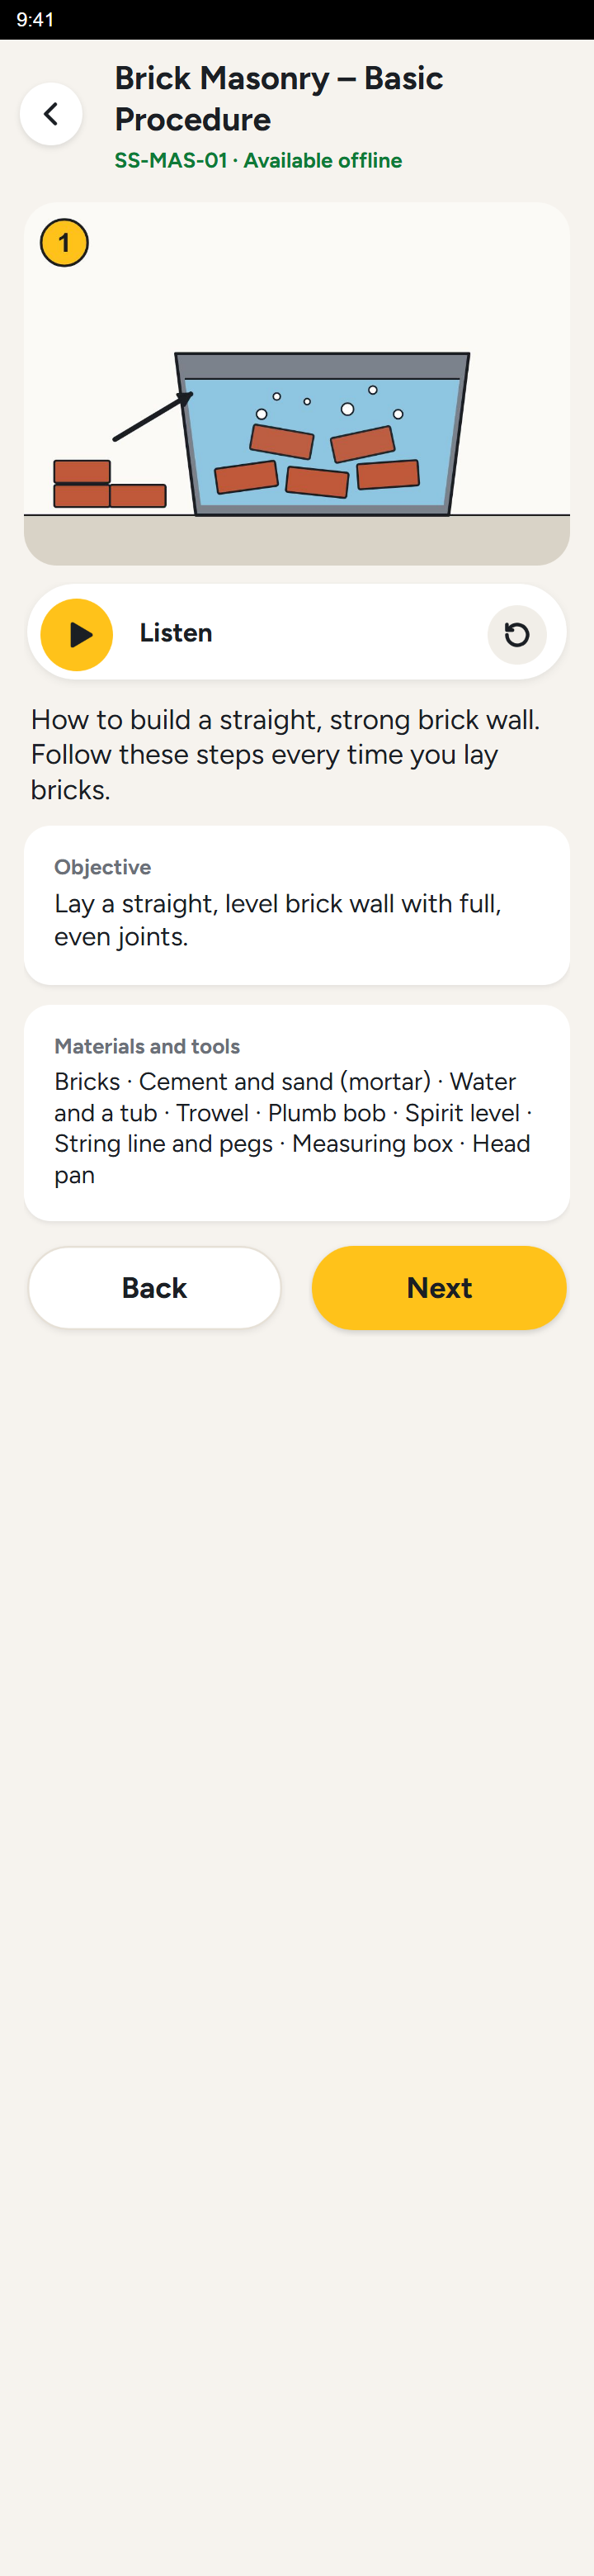 9:41
Brick Masonry – Basic
Procedure
SS-MAS-01 · Available offline
1
Listen
How to build a straight, strong brick wall.
Follow these steps every time you lay
bricks.
Objective
Lay a straight, level brick wall with full,
even joints.
Materials and tools
Bricks · Cement and sand (mortar) · Water
and a tub · Trowel · Plumb bob · Spirit level ·
String line and pegs · Measuring box · Head
pan
Back
Next